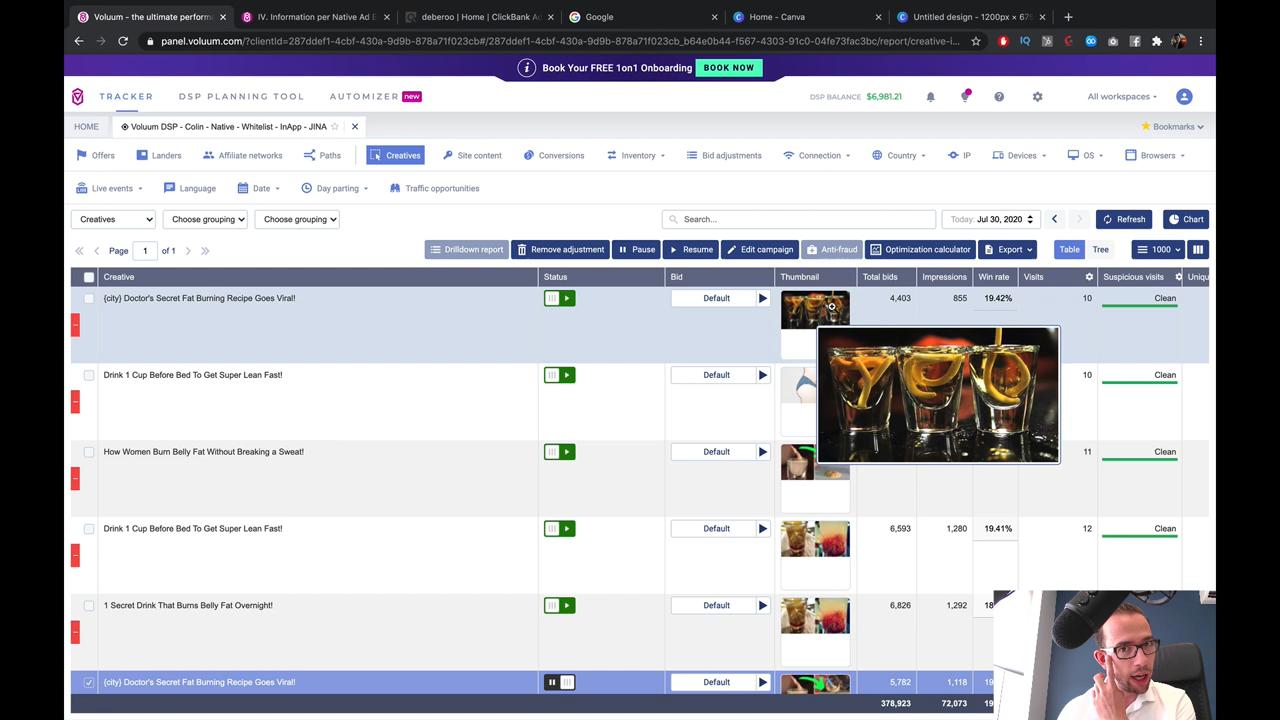 Voluum - the ultimate perform
IV. Information per Native Ad E
deberoo | Home | ClickBank Ad
Google
Home - Canva
Untitled design - 1200px × 675
panel.voluum.com/?clientId=287ddef1-4cbf-430a-9d9b-878a71f023cb#/287ddef1-4cbf-430a-9d9b-878a71f023cb_b64e0b44-f567-4303-91c0-04fe73fac3bc/report/creative-l...
Book Your FREE 1on1 Onboarding BOOK NOW
TRACKER DSP PLANNING TOOL AUTOMIZER new DSP BALANCE $6,981.21 All workspaces
HOME Voluum DSP - Colin - Native - Whitelist - InApp - JINA Bookmarks
Offers Landers Affiliate networks Paths Creatives Site content Conversions Inventory Bid adjustments Connection Country IP Devices OS Browsers
Live events Language Date Day parting Traffic opportunities
Creatives Choose grouping Choose grouping Search... Today: Jul 30, 2020 Refresh Chart
Page 1 of 1 Drilldown report Remove adjustment Pause Resume Edit campaign Anti-fraud Optimization calculator Export Table Tree 1000
Creative Status Bid Thumbnail Total bids Impressions Win rate Visits Suspicious visits Uniqu
{city} Doctor's Secret Fat Burning Recipe Goes Viral! Default 4,403 855 19.42% 10 Clean
Drink 1 Cup Before Bed To Get Super Lean Fast! Default 10 Clean
How Women Burn Belly Fat Without Breaking a Sweat! Default 11 Clean
Drink 1 Cup Before Bed To Get Super Lean Fast! Default 6,593 1,280 19.41% 12 Clean
1 Secret Drink That Burns Belly Fat Overnight! Default 6,826 1,292
{city} Doctor's Secret Fat Burning Recipe Goes Viral! Default 5,782 1,118
378,923 72,073